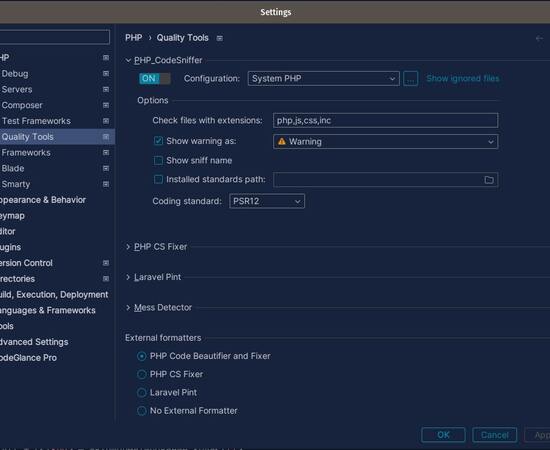 Settings
PHP › Quality Tools
HP
Debug
Servers
Composer
Test Frameworks
Quality Tools
Frameworks
Blade
Smarty
ppearance & Behavior
eymap
ditor
lugins
ersion Control
irectories
uild, Execution, Deployment
anguages & Frameworks
ools
dvanced Settings
odeGlance Pro
PHP_CodeSniffer
ON
Configuration: System PHP ... Show ignored files
Options
Check files with extensions: php,js,css,inc
Show warning as: Warning
Show sniff name
Installed standards path:
Coding standard: PSR12
PHP CS Fixer
Laravel Pint
Mess Detector
External formatters
PHP Code Beautifier and Fixer
PHP CS Fixer
Laravel Pint
No External Formatter
OK Cancel App